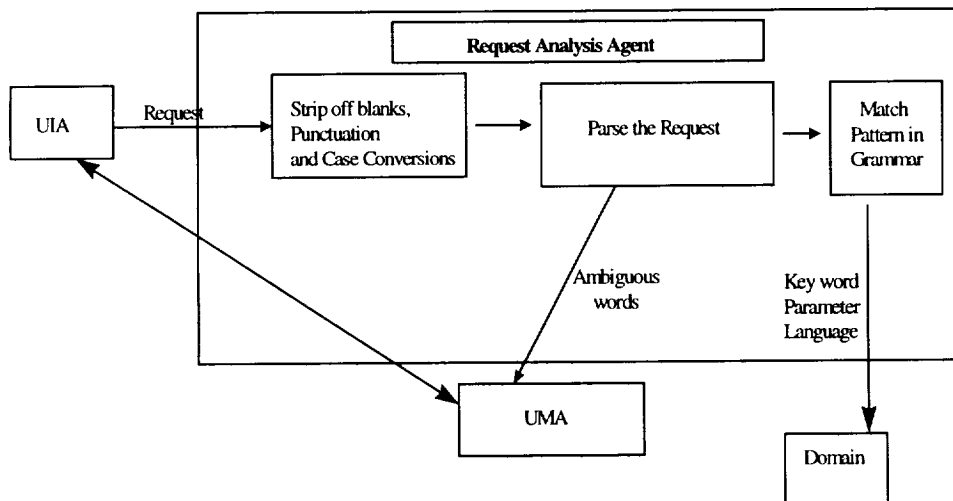 Request Analysis Agent
UIA
Request
Strip off blanks,
Punctuation
and Case Conversions
Parse the Request
Match
Pattern in
Grammar
Ambiguous
words
Key word
Parameter
Language
UMA
Domain